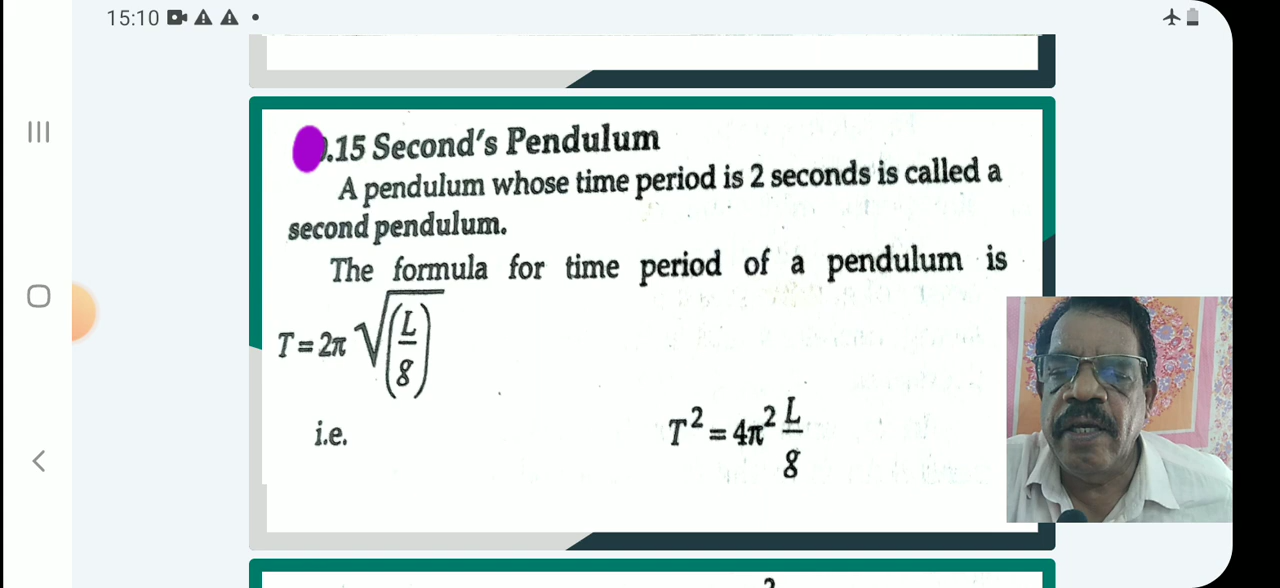 15:10
.15 Second's Pendulum
A pendulum whose time period is 2 seconds is called a
second pendulum.
The formula for time period of a pendulum is
T = 2π √(L/g)
i.e. T² = 4π² L/g
2